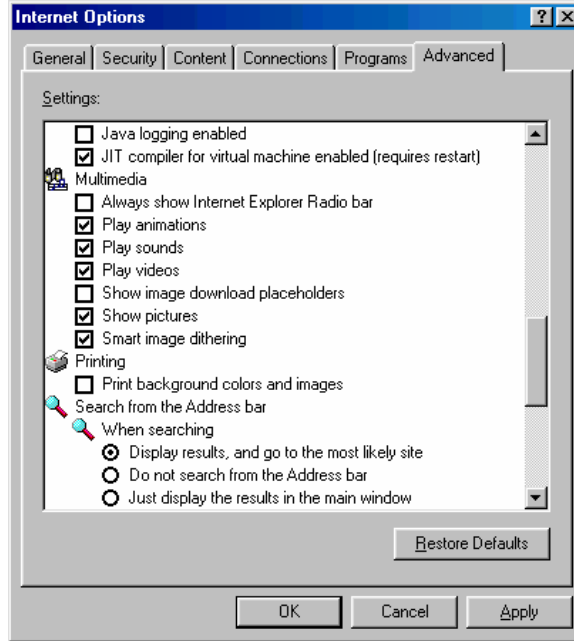 Internet Options
General Security Content Connections Programs Advanced
Settings:
Java logging enabled
JIT compiler for virtual machine enabled (requires restart)
Multimedia
Always show Internet Explorer Radio bar
Play animations
Play sounds
Play videos
Show image download placeholders
Show pictures
Smart image dithering
Printing
Print background colors and images
Search from the Address bar
When searching
Display results, and go to the most likely site
Do not search from the Address bar
Just display the results in the main window
Restore Defaults
OK Cancel Apply